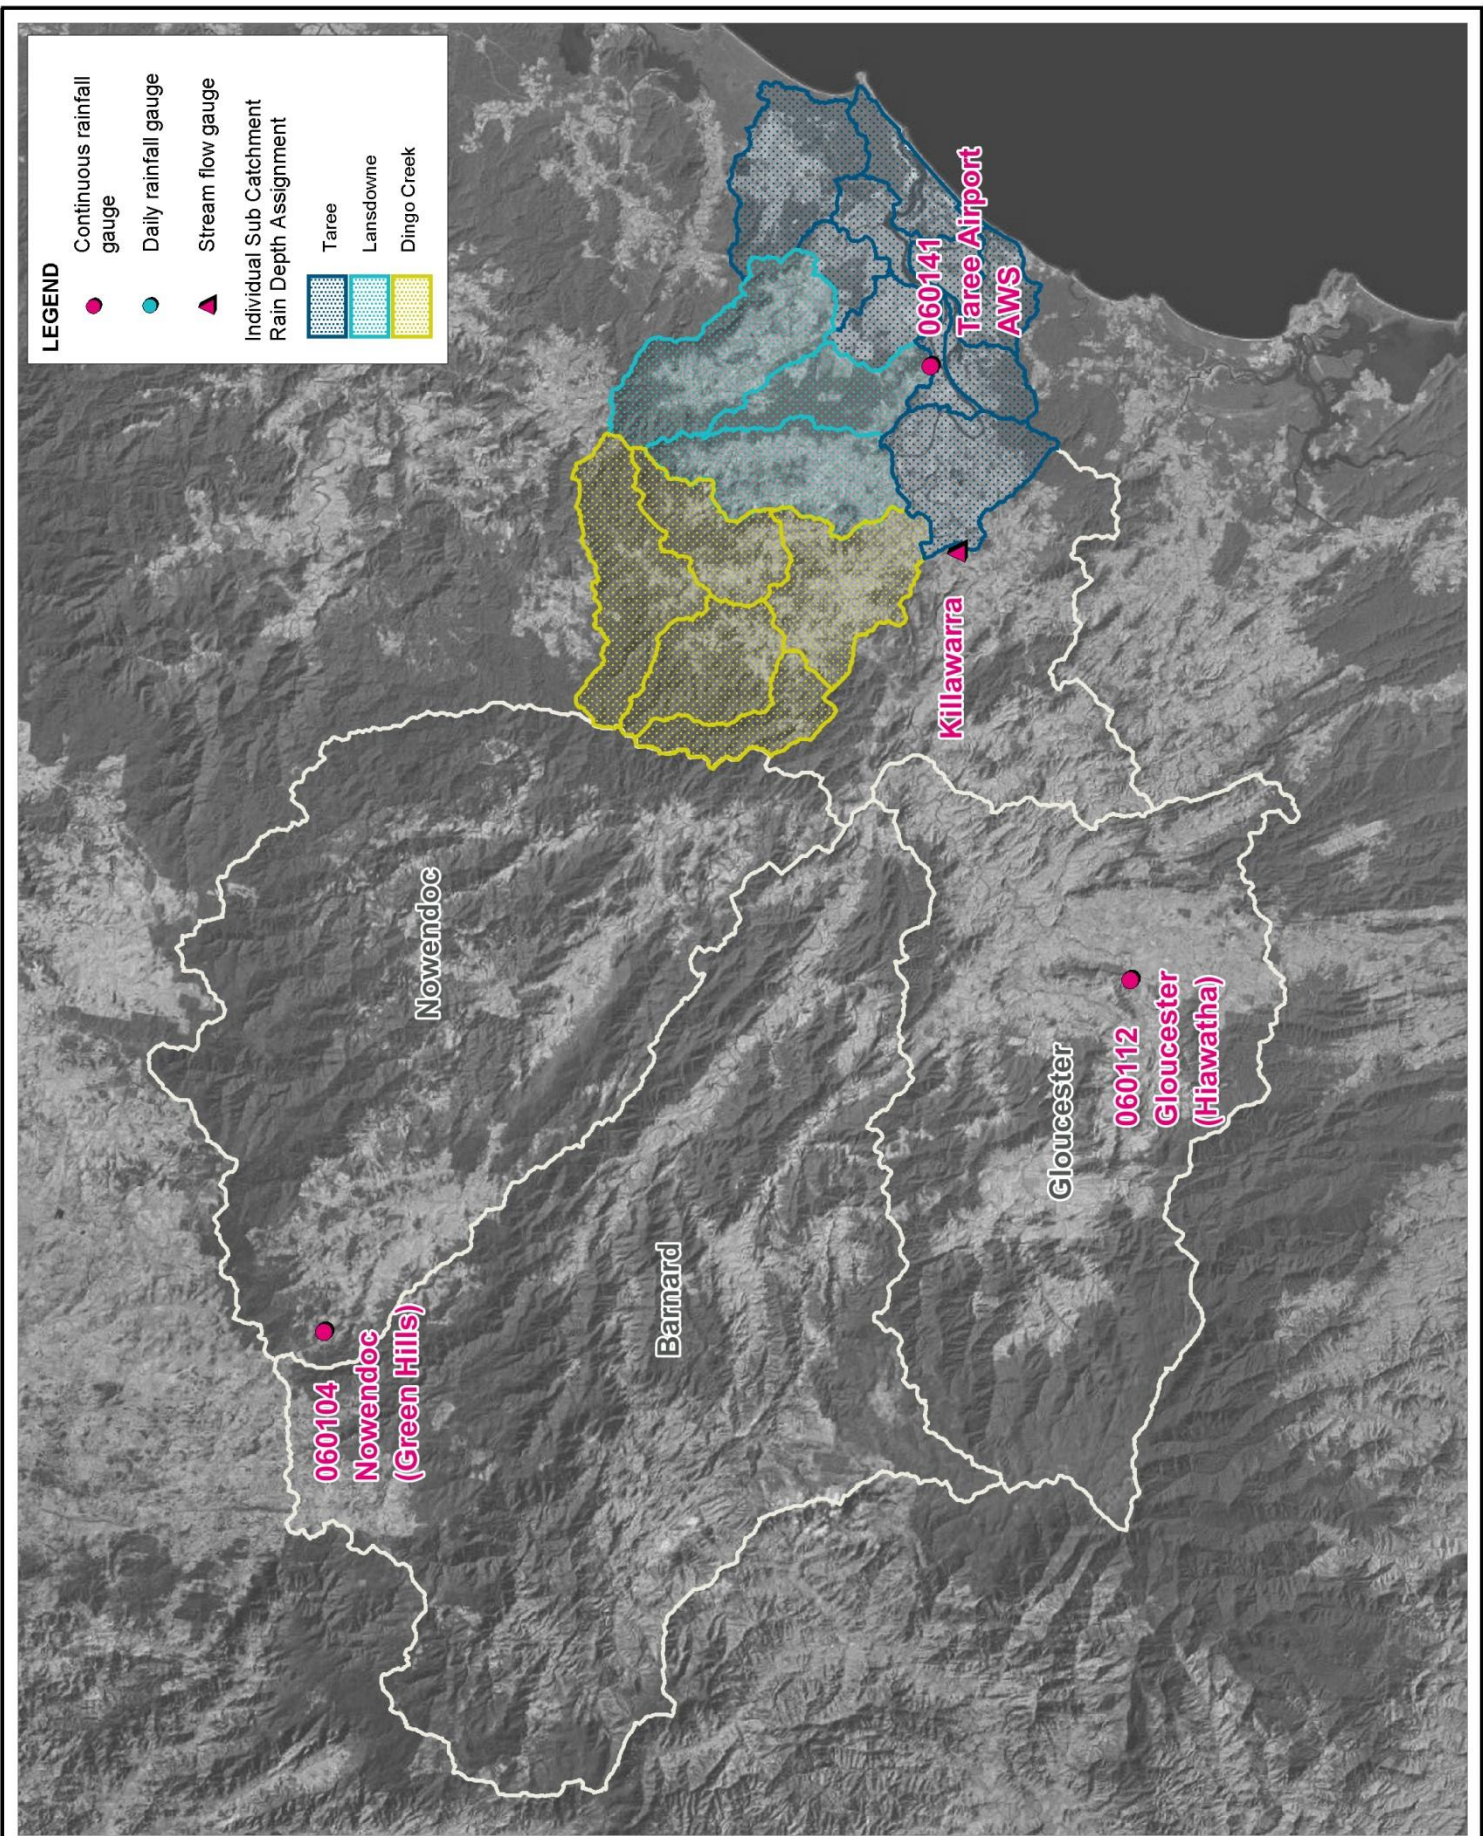 LEGEND
Continuous rainfall
gauge
Daily rainfall gauge
Stream flow gauge
Individual Sub Catchment
Rain Depth Assignment
Taree
Lansdowne
Dingo Creek
060141
Taree Airport
AWS
Killawarra
Nowendoc
Gloucester
060112
Gloucester
(Hiawatha)
Barnard
060104
Nowendoc
(Green Hills)